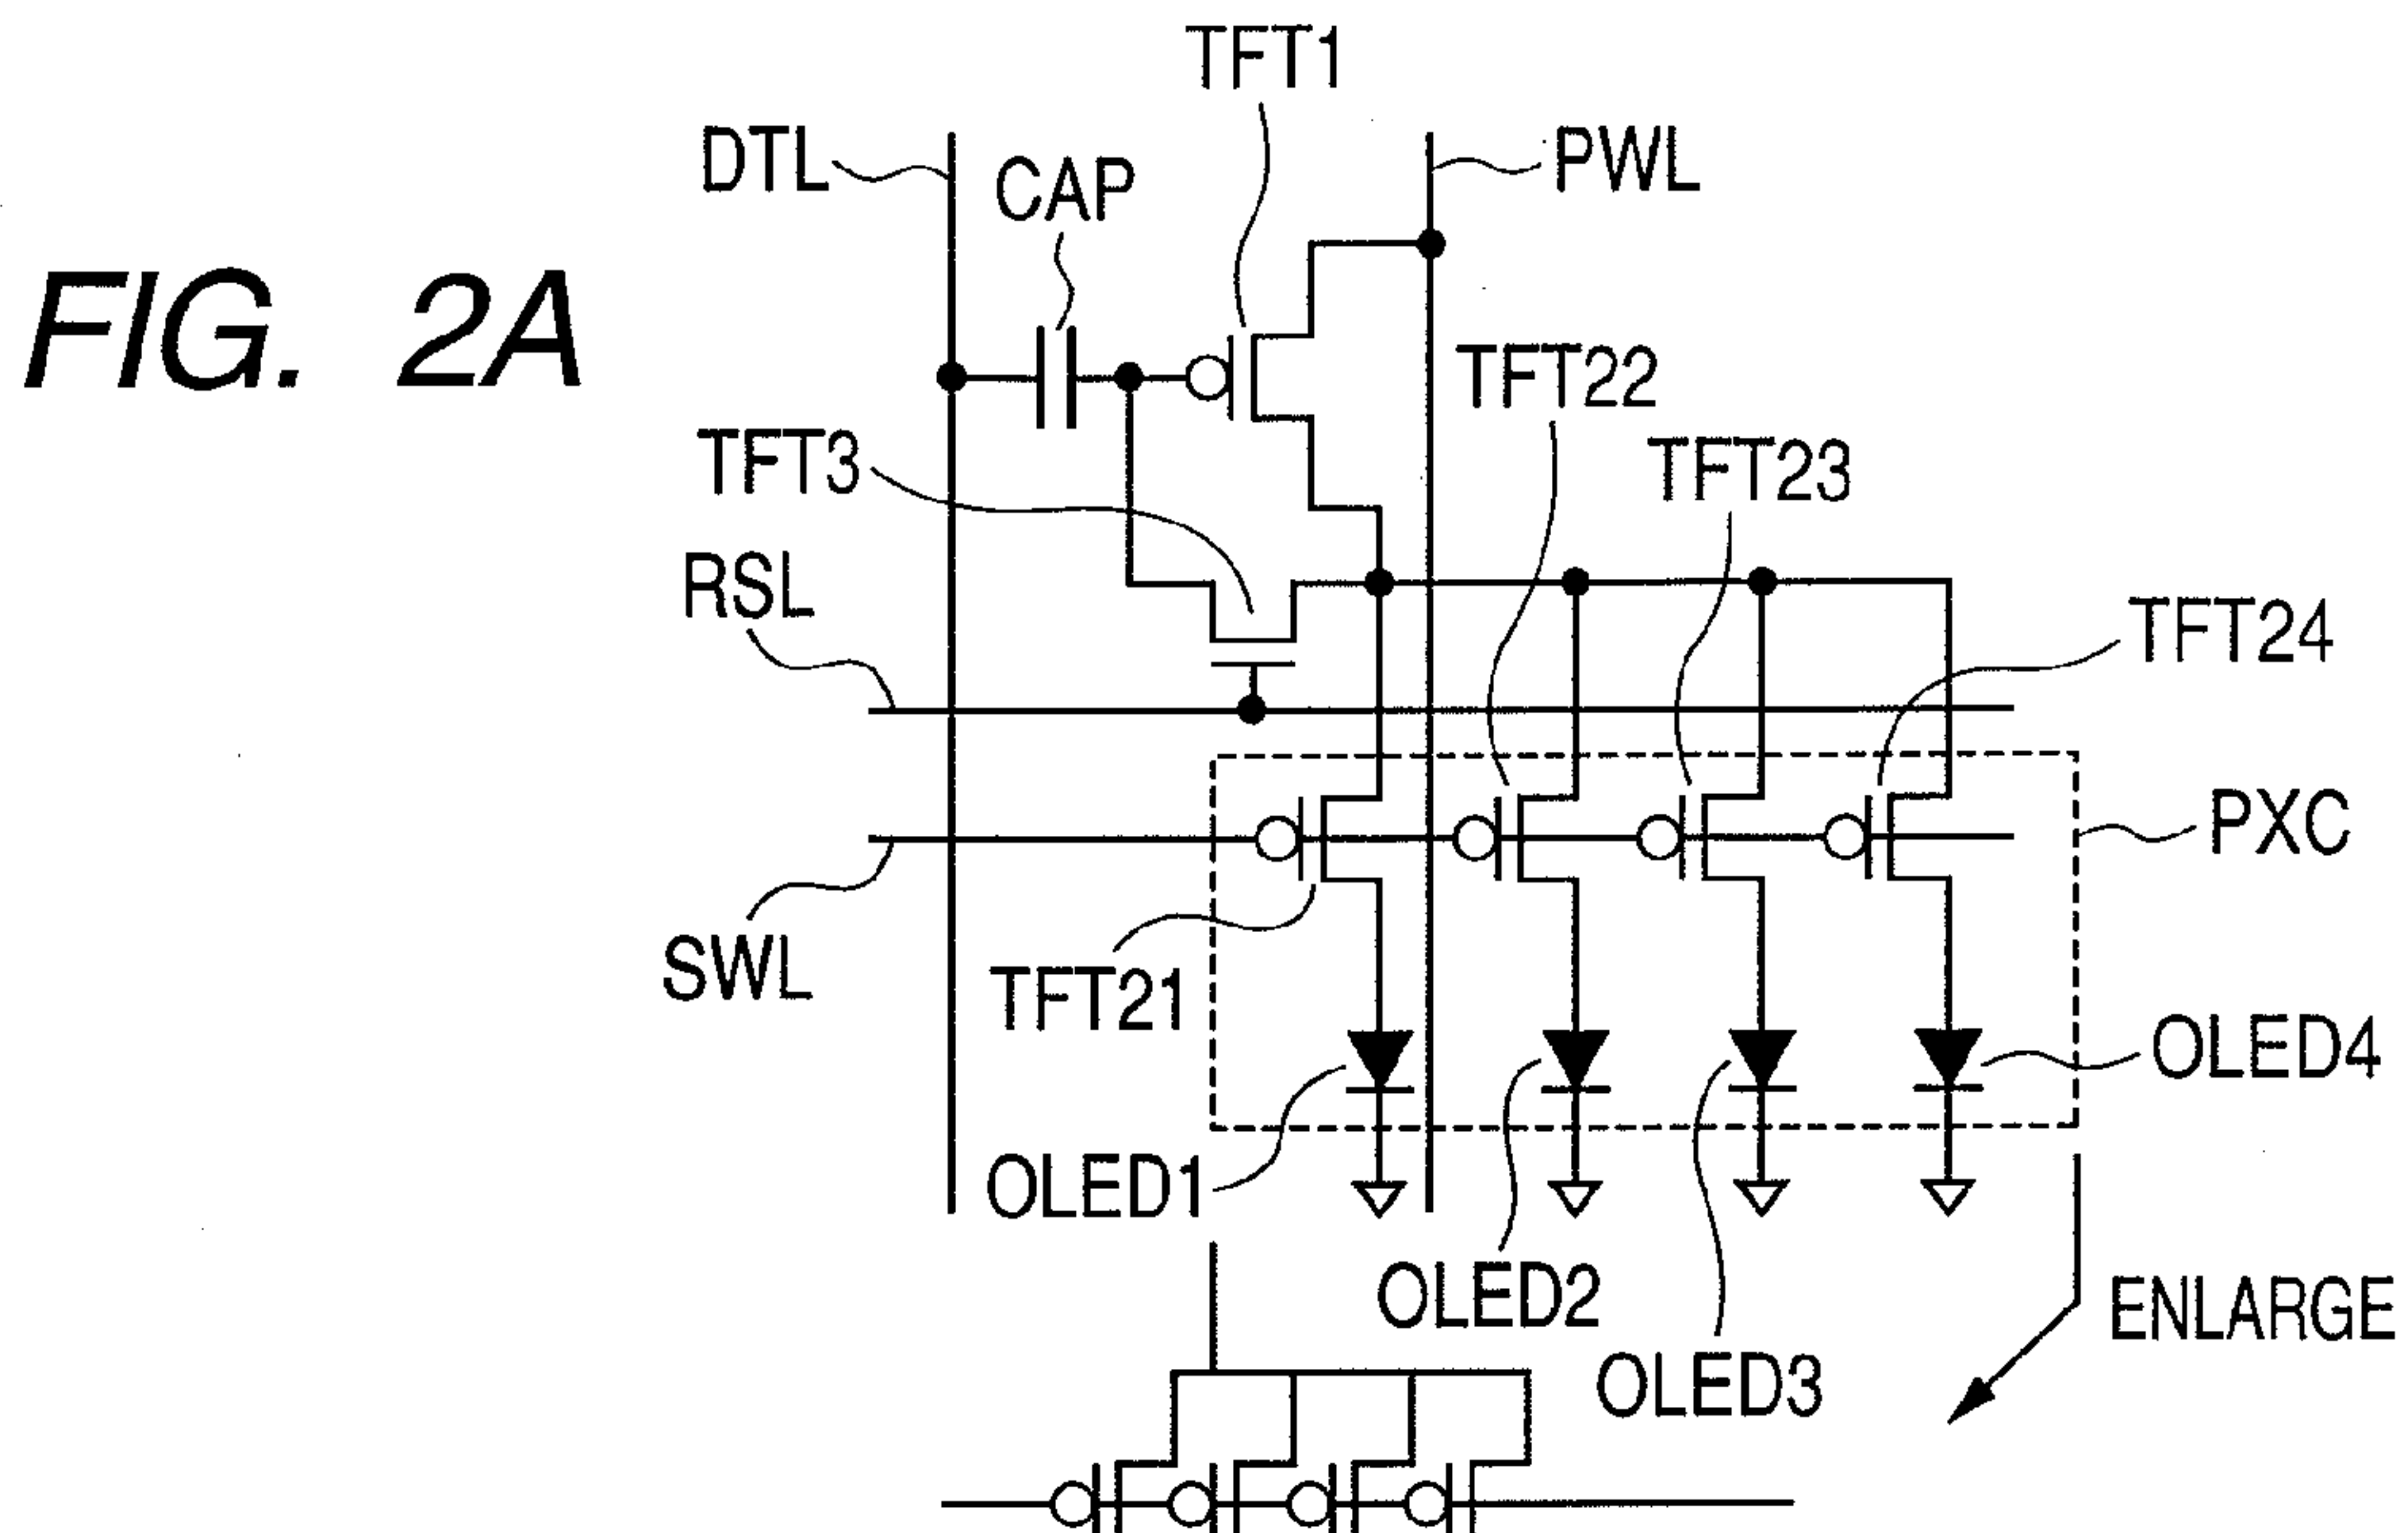 TFT1
DTL
CAP
PWL
FIG. 2A
TFT22
TFT3
TFT23
RSL
TFT24
PXC
SWL
TFT21
OLED4
OLED1
OLED2
ENLARGE
OLED3